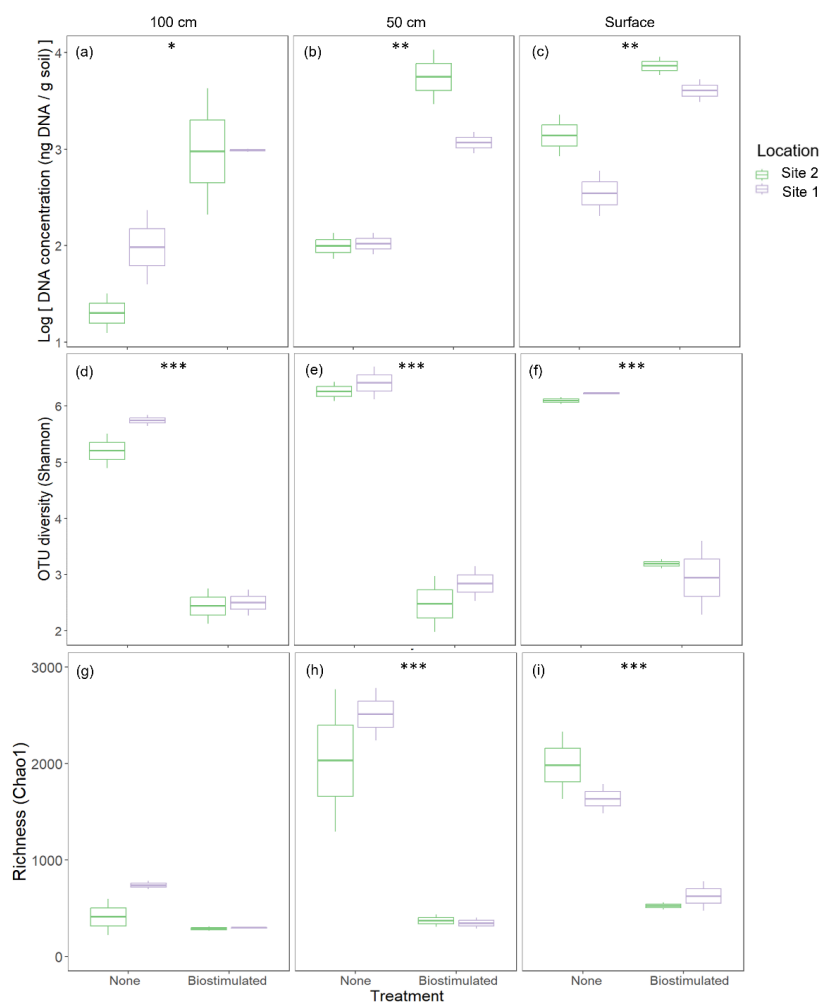 100 cm 50 cm Surface
(a) * (b) ** (c) **
4
3
2
1
Log [ DNA concentration (ng DNA / g soil) ]
Location
Site 2
Site 1
(d) *** (e) *** (f) ***
6
5
4
3
2
OTU diversity (Shannon)
(g) (h) *** (i) ***
3000
2000
1000
0
Richness (Chao1)
None Biostimulated None Biostimulated None Biostimulated
Treatment